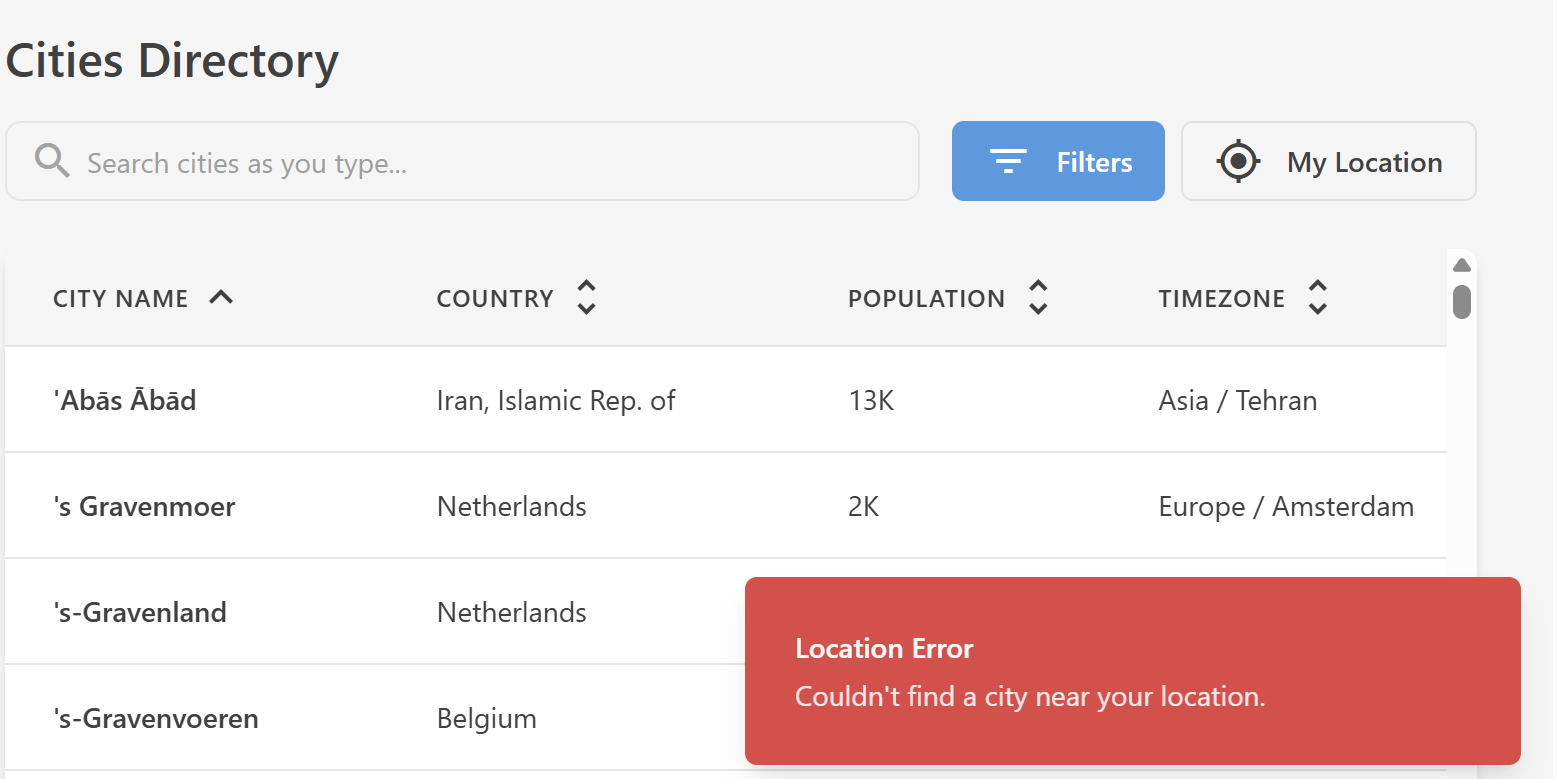 Cities Directory
Search cities as you type...
Filters
My Location
CITY NAME COUNTRY POPULATION TIMEZONE
'Abās Ābād Iran, Islamic Rep. of 13K Asia / Tehran
's Gravenmoer Netherlands 2K Europe / Amsterdam
's-Gravenland Netherlands
's-Gravenvoeren Belgium
Location Error
Couldn't find a city near your location.